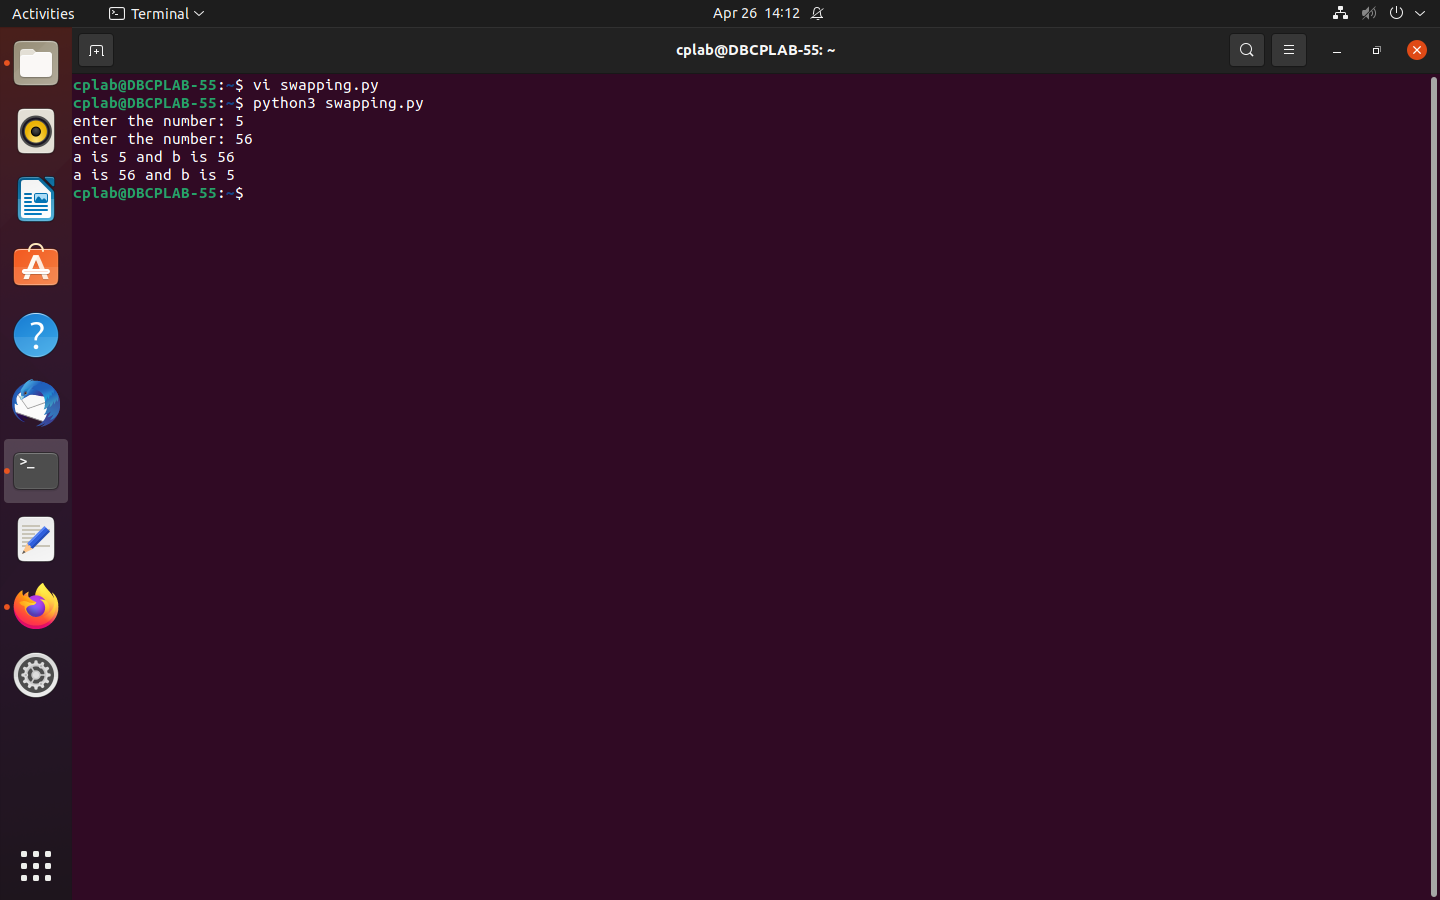 Activities
Terminal
Apr 26 14:12
cplab@DBCPLAB-55: ~
cplab@DBCPLAB-55:~$ vi swapping.py
cplab@DBCPLAB-55:~$ python3 swapping.py
enter the number: 5
enter the number: 56
a is 5 and b is 56
a is 56 and b is 5
cplab@DBCPLAB-55:~$